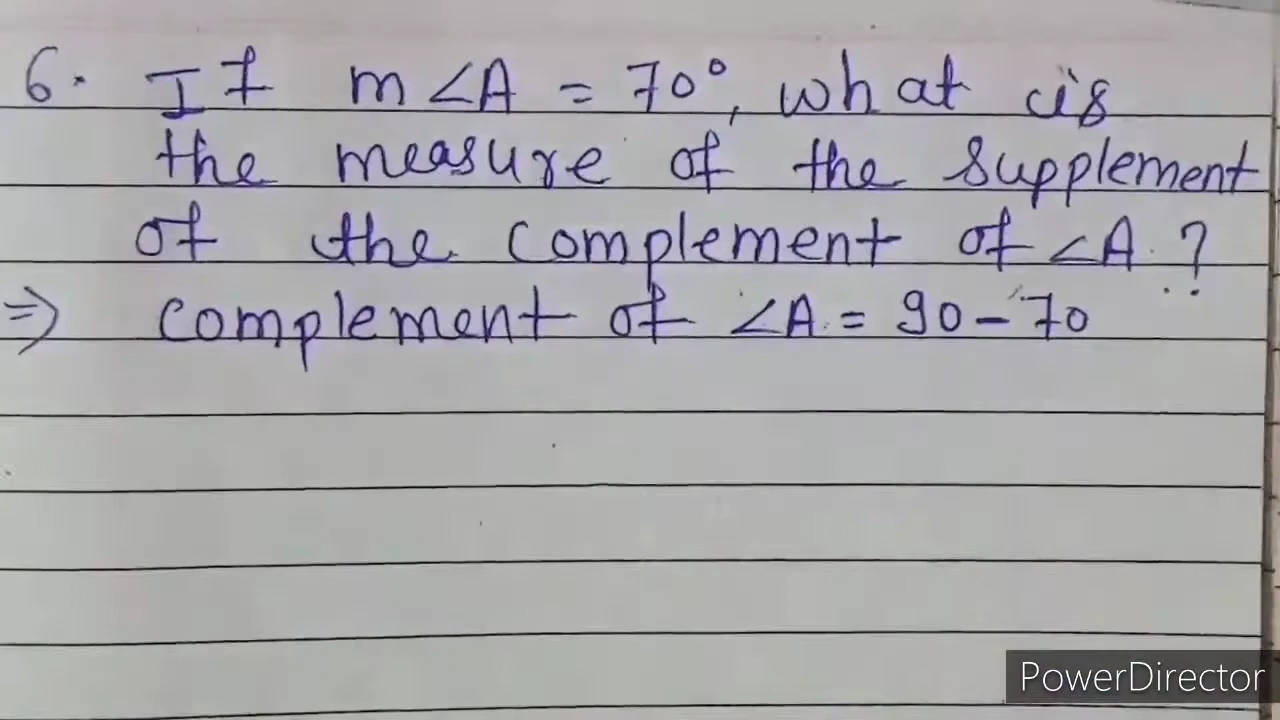 6. If m∠A = 70°, what is
the measure of the supplement
of the complement of ∠A.?
⇒ complement of ∠A. = 90-70
PowerDirector